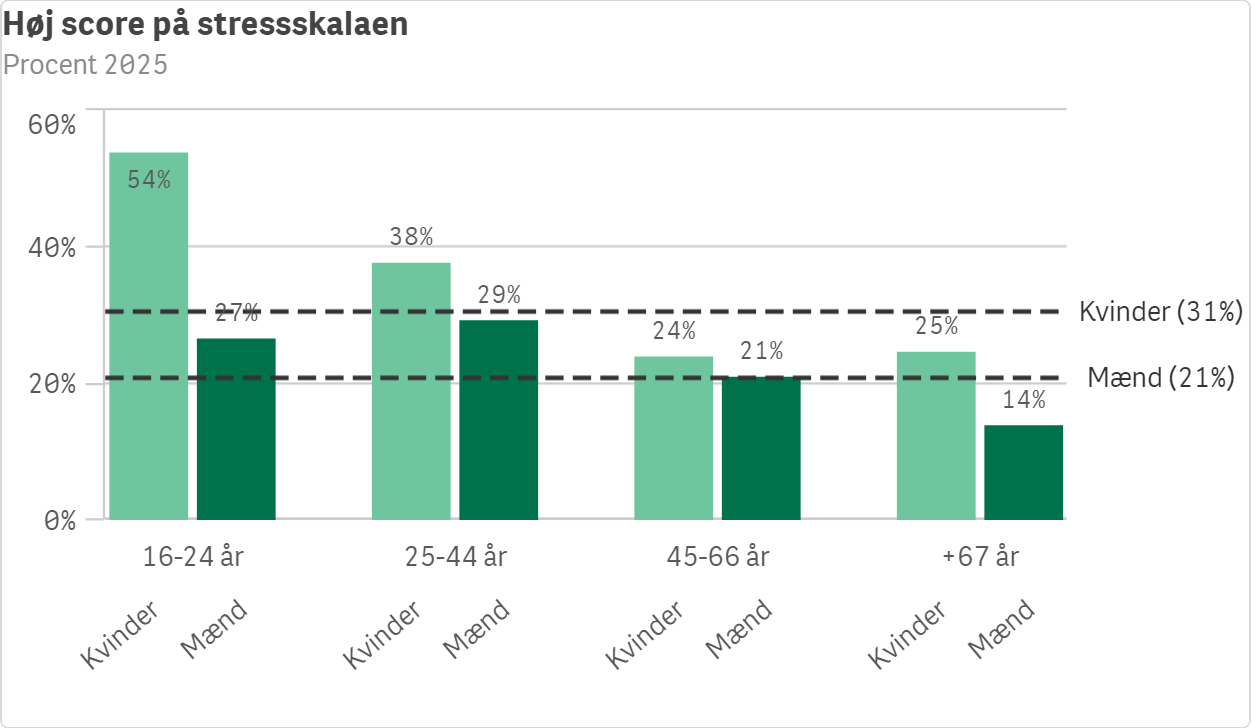 Høj score på stressskalaen
Procent 2025
60%
54%
40%
38%
27%
29%
Kvinder (31%)
24%
21%
25%
20%
Mænd (21%)
14%
0%
16-24 år
25-44 år
45-66 år
+67 år
Kvinder
Mænd
Kvinder
Mænd
Kvinder
Mænd
Kvinder
Mænd